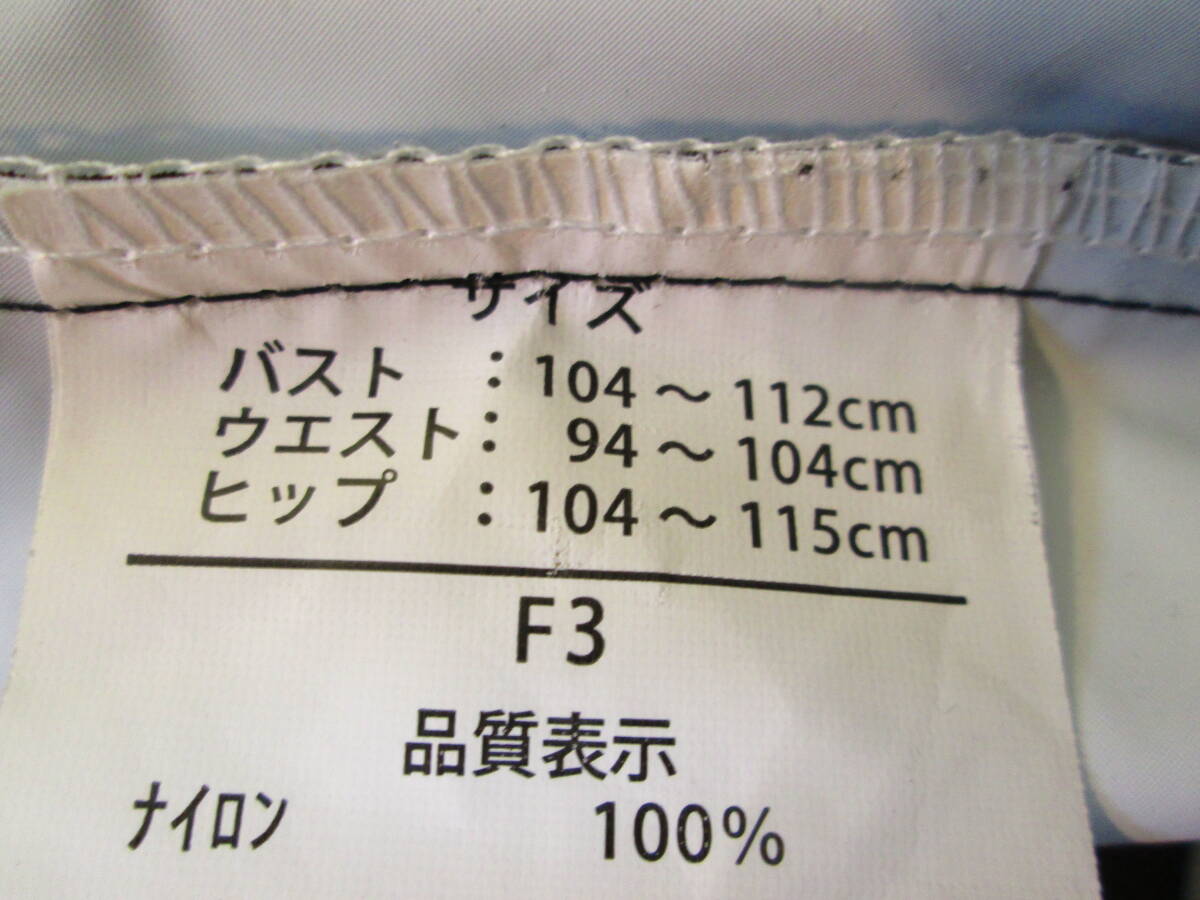 サイズ
バスト : 104 ～ 112cm
ウエスト : 94 ～ 104cm
ヒップ : 104 ～ 115cm
F3
品質表示
ナイロン 100%